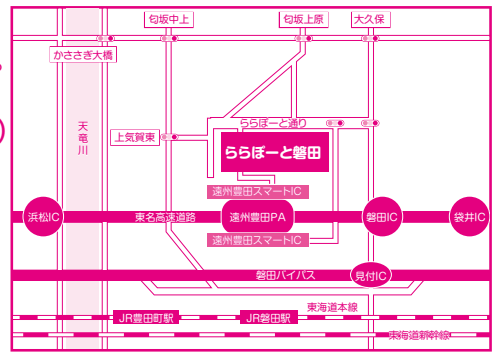 匂坂中上
匂坂上原
大久保
かささぎ大橋
天竜川
上気賀東
ららぽーと通り
ららぽーと磐田
遠州豊田スマートIC
浜松IC
東名高速道路
遠州豊田PA
磐田IC
袋井IC
遠州豊田スマートIC
磐田バイパス
見付IC
東海道本線
JR豊田町駅
JR磐田駅
東海道新幹線